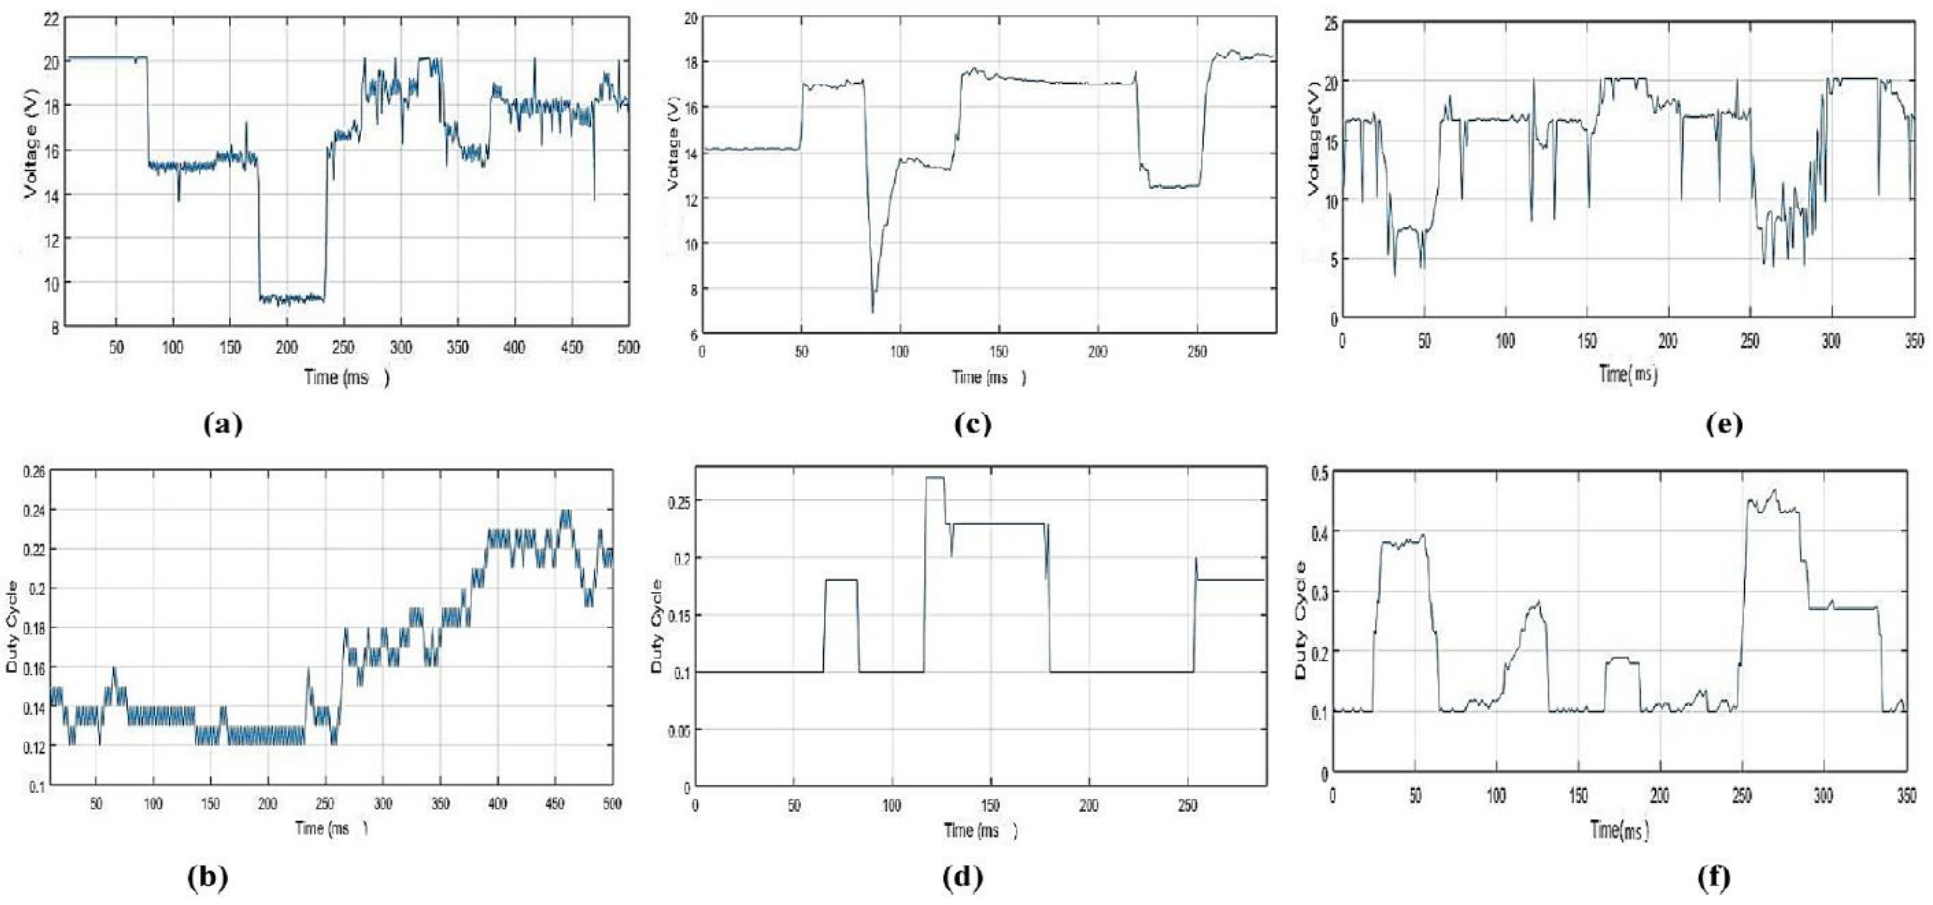 22
20
18
16
14
12
10
8
Voltage (V)
50 100 150 200 250 300 350 400 450 500
Time (ms )
(a)
20
18
16
14
12
10
8
6
Voltage (V)
0 50 100 150 200 250
Time (ms )
(c)
25
20
15
10
5
0
Voltage(V)
0 50 100 150 200 250 300 350
Time( ms)
(e)
0.26
0.24
0.22
0.2
0.18
0.16
0.14
0.12
0.1
Duty Cycle
50 100 150 200 250 300 350 400 450 500
Time (ms )
(b)
0.25
0.2
0.15
0.1
0.05
0
Duty Cycle
0 50 100 150 200 250
Time (ms )
(d)
0.5
0.4
0.3
0.2
0.1
0
Duty Cycle
0 50 100 150 200 250 300 350
Time(ms)
(f)